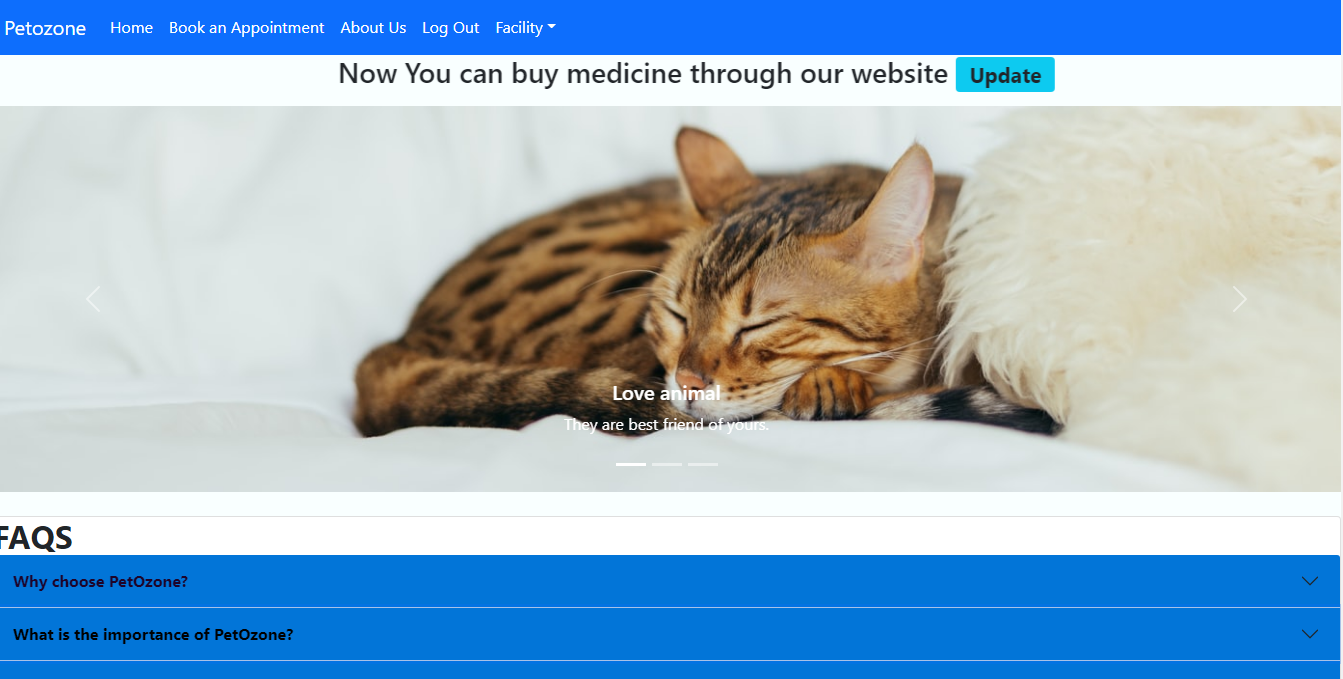 Petozone Home Book an Appointment About Us Log Out Facility
Now You can buy medicine through our website Update
Love animal
They are best friend of yours.
FAQS
Why choose PetOzone?
What is the importance of PetOzone?